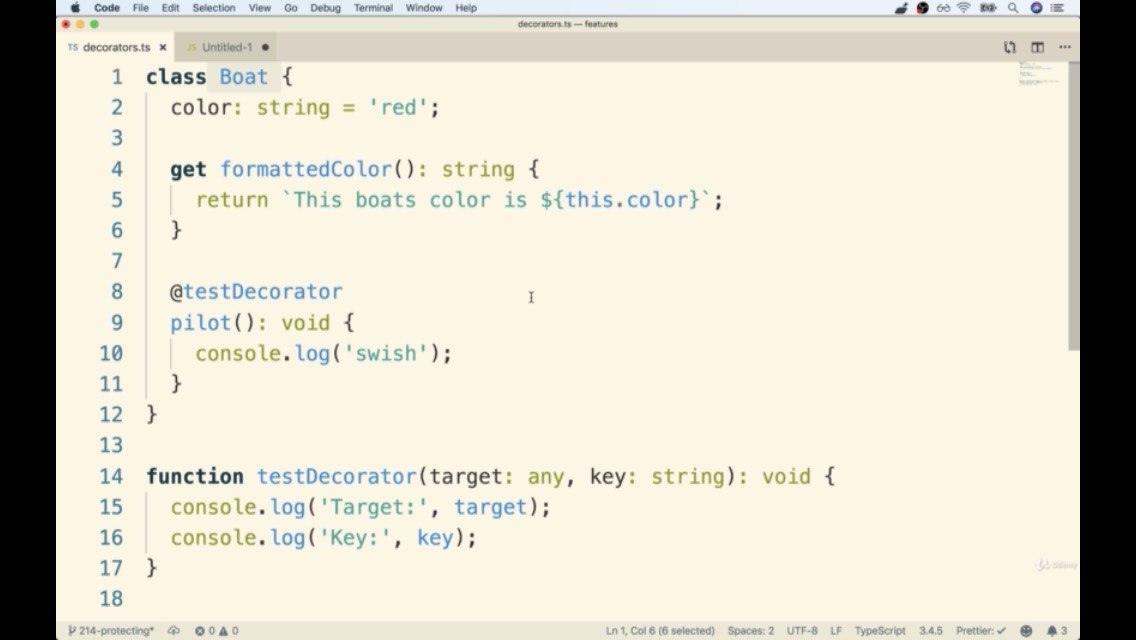 Code File Edit Selection View Go Debug Terminal Window Help
decorators.ts — features
TS decorators.ts × JS Untitled-1 ●
1 class Boat {
2 color: string = 'red';
3
4 get formattedColor(): string {
5 return `This boats color is ${this.color}`;
6 }
7
8 @testDecorator
9 pilot(): void {
10 console.log('swish');
11 }
12 }
13
14 function testDecorator(target: any, key: string): void {
15 console.log('Target:', target);
16 console.log('Key:', key);
17 }
18
Udemy
214-protecting* 0 0 Ln 1, Col 6 (6 selected) Spaces: 2 UTF-8 LF TypeScript 3.4.5 Prettier: ✓ 3